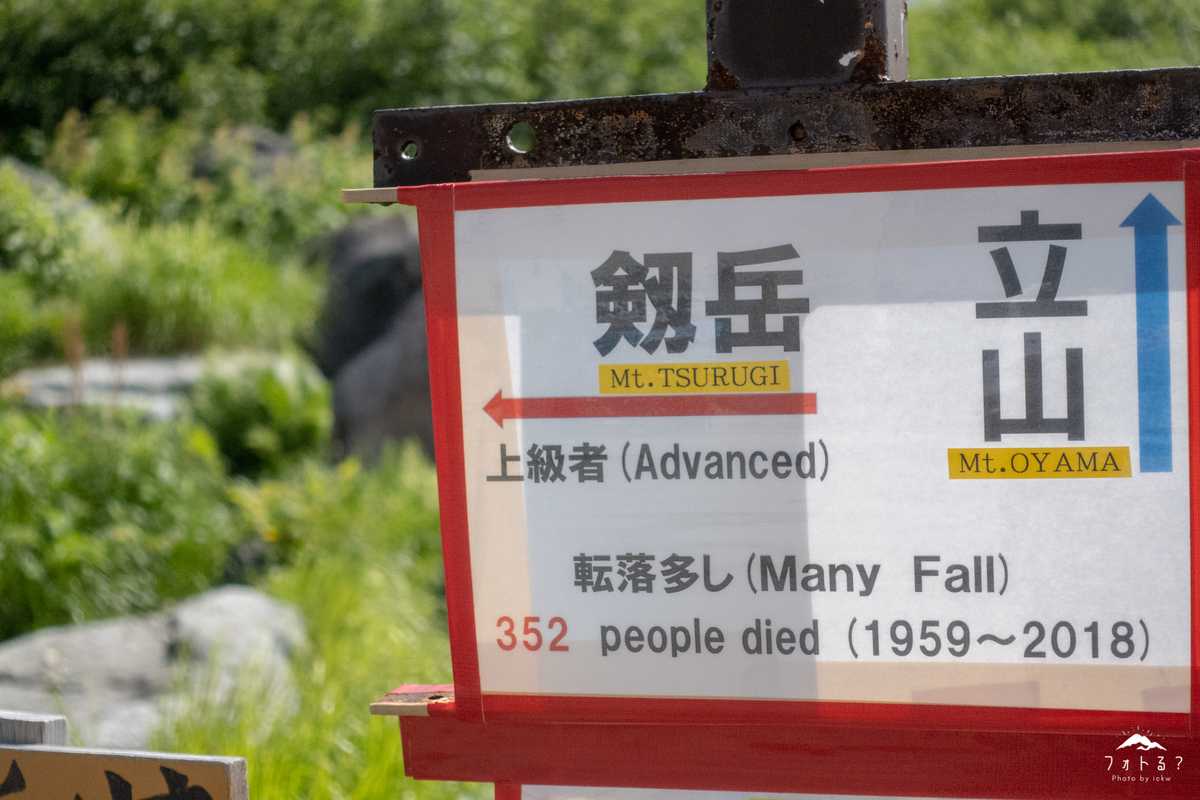 剱岳
Mt.TSURUGI
上級者(Advanced)
立山
Mt.OYAMA
転落多し(Many Fall)
352 people died (1959～2018)
フォトる?
Photo by ickw